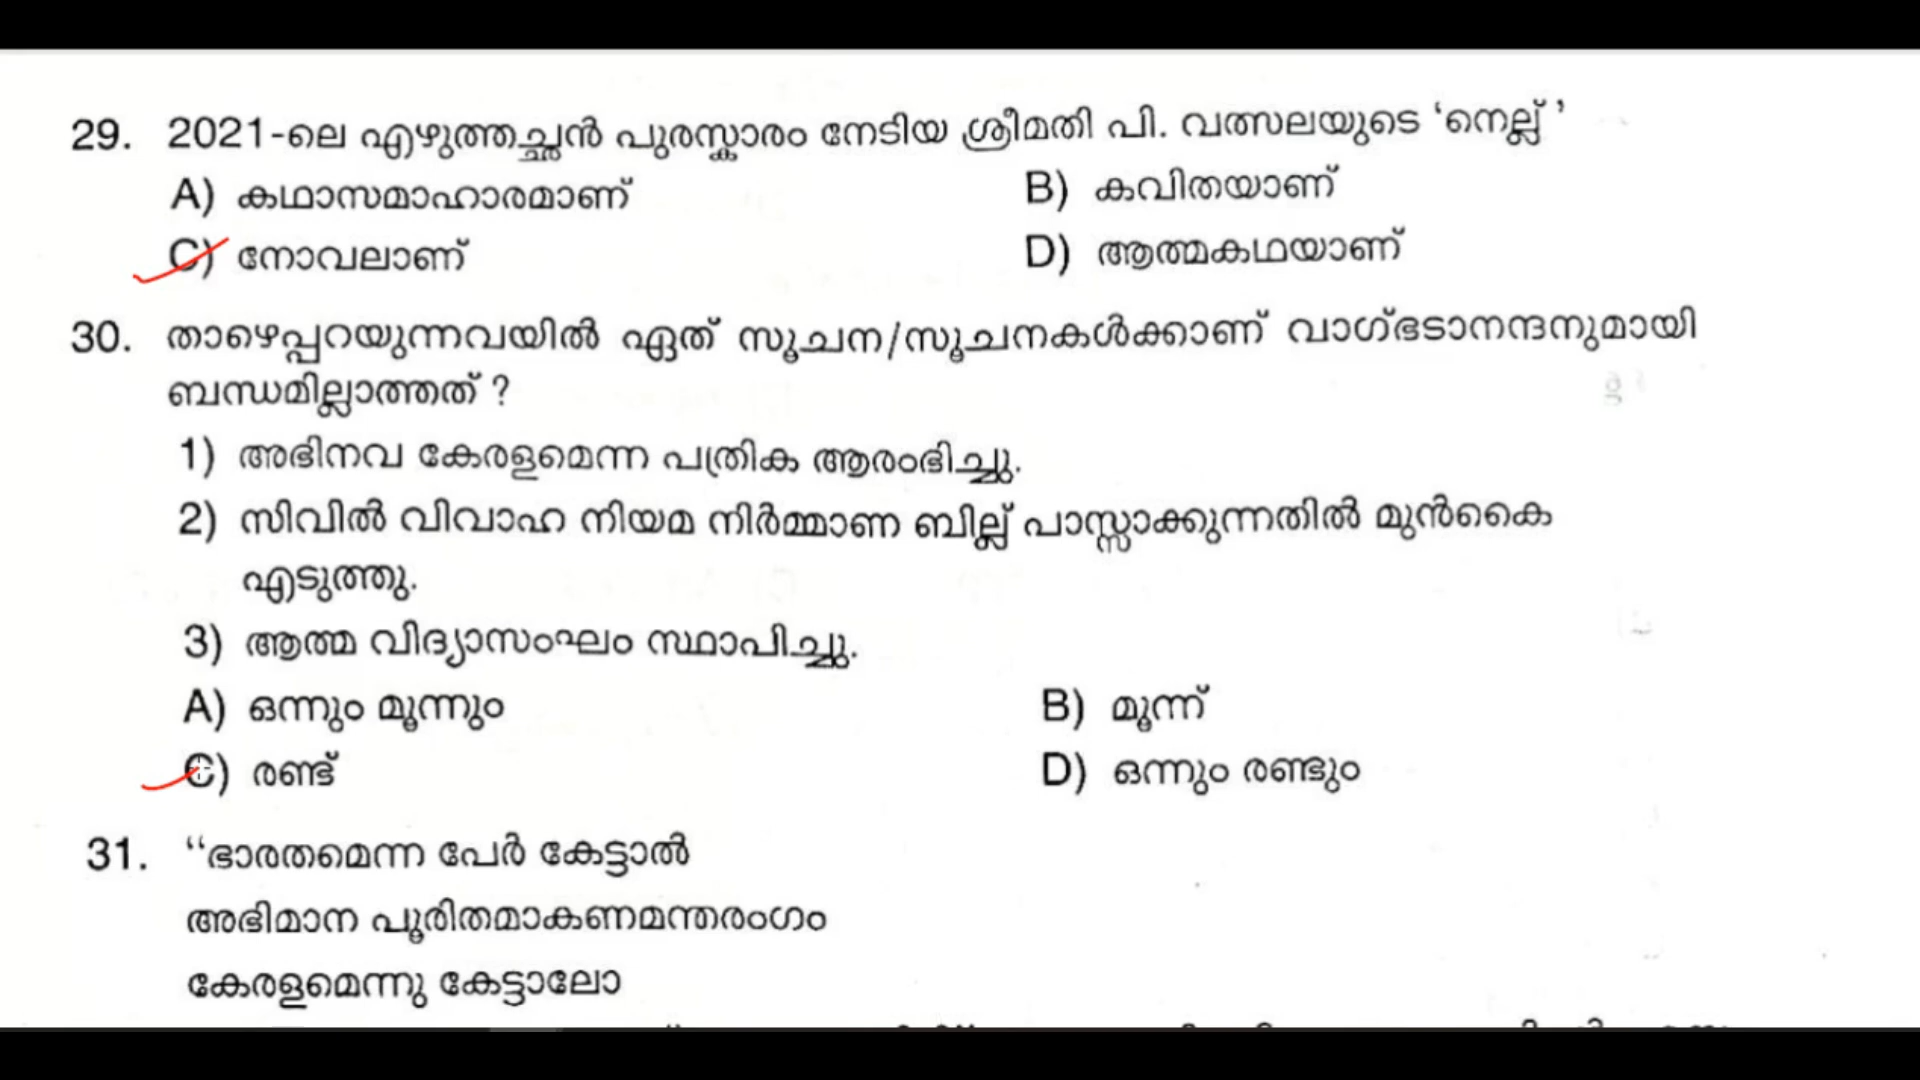 29. 2021-ലെ എഴുത്തച്ഛൻ പുരസ്കാരം നേടിയ ശ്രീമതി പി. വത്സലയുടെ ‘നെല്ല് ’
A) കഥാസമാഹാരമാണ് B) കവിതയാണ്
C) നോവലാണ് D) ആത്മകഥയാണ്
30. താഴെപ്പറയുന്നവയിൽ ഏത് സൂചന/സൂചനകൾക്കാണ് വാഗ്ഭടാനന്ദനുമായി
ബന്ധമില്ലാത്തത് ?
1) അഭിനവ കേരളമെന്ന പത്രിക ആരംഭിച്ചു.
2) സിവിൽ വിവാഹ നിയമ നിർമ്മാണ ബില്ല് പാസ്സാക്കുന്നതിൽ മുൻകൈ
എടുത്തു.
3) ആത്മ വിദ്യാസംഘം സ്ഥാപിച്ചു.
A) ഒന്നും മൂന്നും B) മൂന്ന്
C) രണ്ട് D) ഒന്നും രണ്ടും
31. “ഭാരതമെന്ന പേർ കേട്ടാൽ
അഭിമാന പൂരിതമാകണമന്തരംഗം
കേരളമെന്നു കേട്ടാലോ